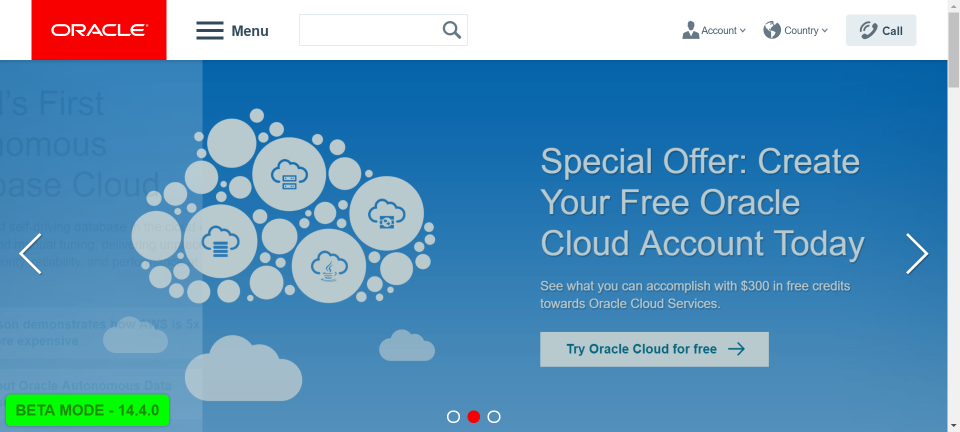 ORACLE
Menu
Account
Country
Call
l's First
nomous
base Cloud
Special Offer: Create
Your Free Oracle
Cloud Account Today
See what you can accomplish with $300 in free credits
towards Oracle Cloud Services.
son demonstrates how AWS is 5x
re expensive
Try Oracle Cloud for free
out Oracle Autonomous Data
BETA MODE - 14.4.0